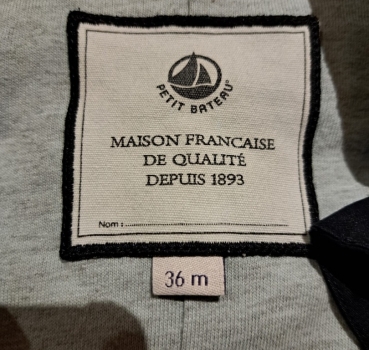 PETIT BATEAU®
MAISON FRANCAISE
DE QUALITÉ
DEPUIS 1893
Nom :
36 m